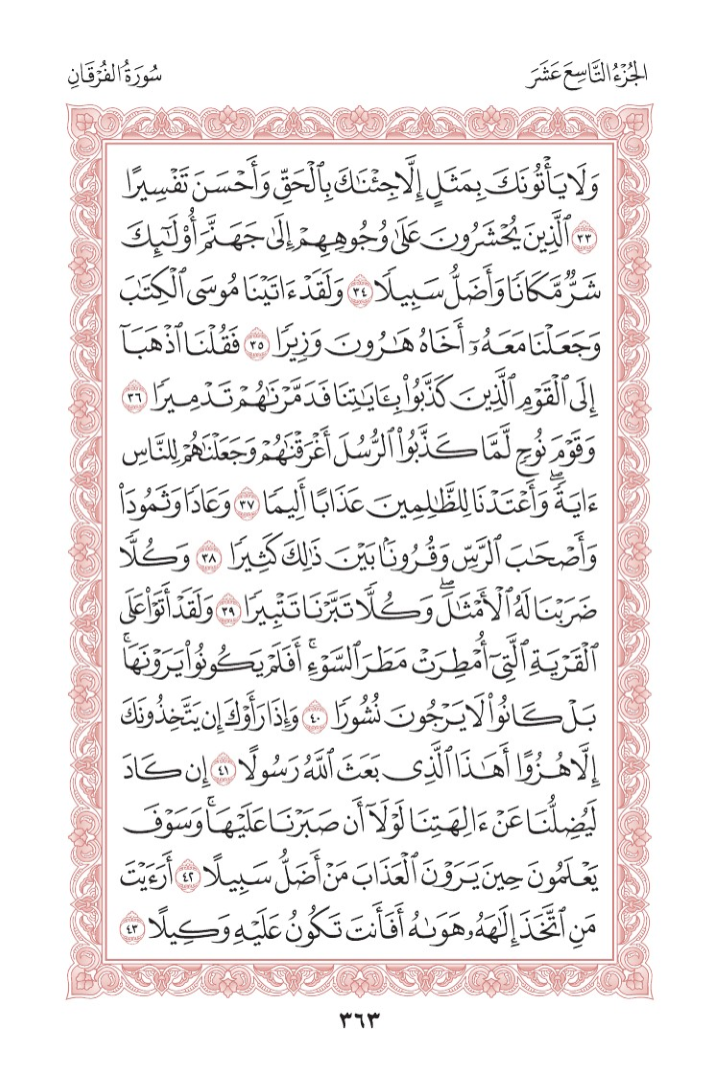 الجُزْءُ التَّاسِعَ عَشَرَ
سُورَةُ الفُرْقَانِ
وَلَا يَأْتُونَكَ بِمَثَلٍ إِلَّا جِئْنَٰكَ بِٱلْحَقِّ وَأَحْسَنَ تَفْسِيرًا
٣٣ ٱلَّذِينَ يُحْشَرُونَ عَلَىٰ وُجُوهِهِمْ إِلَىٰ جَهَنَّمَ أُو۟لَٰٓئِكَ
شَرٌّ مَّكَانًا وَأَضَلُّ سَبِيلًا ٣٤ وَلَقَدْ ءَاتَيْنَا مُوسَى ٱلْكِتَٰبَ
وَجَعَلْنَا مَعَهُۥٓ أَخَاهُ هَٰرُونَ وَزِيرًا ٣٥ فَقُلْنَا ٱذْهَبَآ
إِلَى ٱلْقَوْمِ ٱلَّذِينَ كَذَّبُوا۟ بِـَٔايَٰتِنَا فَدَمَّرْنَٰهُمْ تَدْمِيرًا ٣٦
وَقَوْمَ نُوحٍ لَّمَّا كَذَّبُوا۟ ٱلرُّسُلَ أَغْرَقْنَٰهُمْ وَجَعَلْنَٰهُمْ لِلنَّاسِ
ءَايَةً ۖ وَأَعْتَدْنَا لِلظَّٰلِمِينَ عَذَابًا أَلِيمًا ٣٧ وَعَادًا وَثَمُودَا۟
وَأَصْحَٰبَ ٱلرَّسِّ وَقُرُونًۢا بَيْنَ ذَٰلِكَ كَثِيرًا ٣٨ وَكُلًّا
ضَرَبْنَا لَهُ ٱلْأَمْثَٰلَ ۖ وَكُلًّا تَبَّرْنَا تَتْبِيرًا ٣٩ وَلَقَدْ أَتَوْا۟ عَلَى
ٱلْقَرْيَةِ ٱلَّتِىٓ أُمْطِرَتْ مَطَرَ ٱلسَّوْءِ ۚ أَفَلَمْ يَكُونُوا۟ يَرَوْنَهَا ۚ
بَلْ كَانُوا۟ لَا يَرْجُونَ نُشُورًا ٤٠ وَإِذَا رَأَوْكَ إِن يَتَّخِذُونَكَ
إِلَّا هُزُوًا أَهَٰذَا ٱلَّذِى بَعَثَ ٱللَّهُ رَسُولًا ٤١ إِن كَادَ
لَيُضِلُّنَا عَنْ ءَالِهَتِنَا لَوْلَآ أَن صَبَرْنَا عَلَيْهَا ۚ وَسَوْفَ
يَعْلَمُونَ حِينَ يَرَوْنَ ٱلْعَذَابَ مَنْ أَضَلُّ سَبِيلًا ٤٢ أَرَءَيْتَ
مَنِ ٱتَّخَذَ إِلَٰهَهُۥ هَوَىٰهُ أَفَأَنتَ تَكُونُ عَلَيْهِ وَكِيلًا ٤٣
٣٦٣